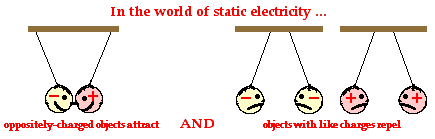 In the world of static electricity ...
− +
− − + +
oppositely-charged objects attract AND objects with like charges repel